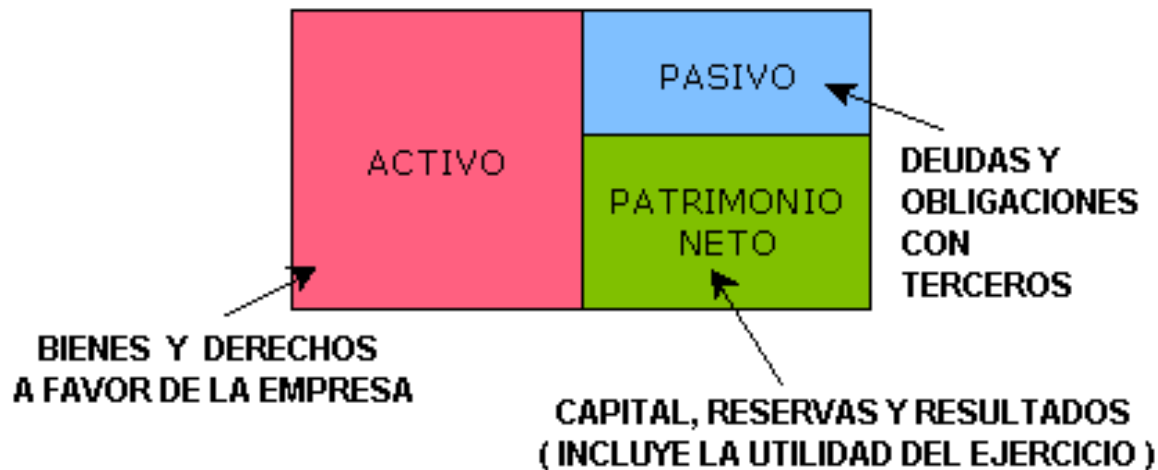 ACTIVO
PASIVO
PATRIMONIO
NETO
DEUDAS Y
OBLIGACIONES
CON
TERCEROS
BIENES Y DERECHOS
A FAVOR DE LA EMPRESA
CAPITAL, RESERVAS Y RESULTADOS
( INCLUYE LA UTILIDAD DEL EJERCICIO )